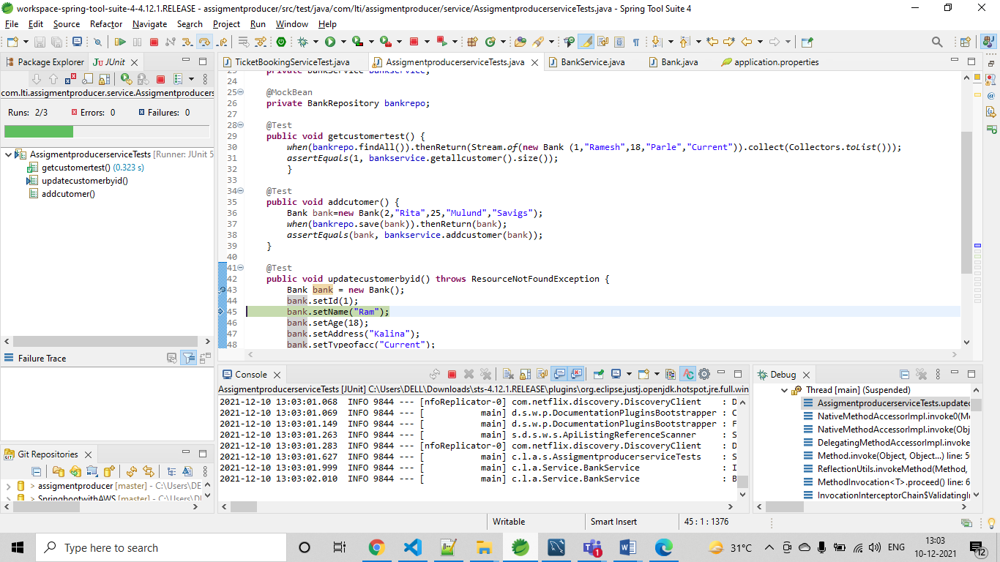 workspace-spring-tool-suite-4-4.12.1.RELEASE - assigmentproducer/src/test/java/com/lti/assigmentproducer/service/AssigmentproducerserviceTests.java - Spring Tool Suite 4
File Edit Source Refactor Navigate Search Project Run Window Help
Package Explorer JUnit
TicketBookingServiceTest.java AssigmentproducerserviceTests.java BankService.java Bank.java application.properties
com.lti.assigmentproducer.service.Assigmentproducers
Runs: 2/3 Errors: 0 Failures: 0
AssigmentproducerserviceTests [Runner: JUnit 5
getcustomertest() (0.323 s)
updatecustomerbyid()
addcutomer()
Failure Trace
23 private BankService bankservice;
24
25 @MockBean
26 private BankRepository bankrepo;
27
28 @Test
29 public void getcustomertest() {
30 when(bankrepo.findAll()).thenReturn(Stream.of(new Bank (1,"Ramesh",18,"Parle","Current")).collect(Collectors.toList()));
31 assertEquals(1, bankservice.getallcustomer().size());
32 }
33
34 @Test
35 public void addcutomer() {
36 Bank bank=new Bank(2,"Rita",25,"Mulund","Savigs");
37 when(bankrepo.save(bank)).thenReturn(bank);
38 assertEquals(bank, bankservice.addcustomer(bank));
39 }
40
41 @Test
42 public void updatecustomerbyid() throws ResourceNotFoundException {
43 Bank bank = new Bank();
44 bank.setId(1);
45 bank.setName("Ram");
46 bank.setAge(18);
47 bank.setAddress("Kalina");
48 bank.setTypeofacc("Current");
Console
AssigmentproducerserviceTests [JUnit] C:\Users\DELL\Downloads\sts-4.12.1.RELEASE\plugins\org.eclipse.justj.openjdk.hotspot.jre.full.win
2021-12-10 13:03:01.068 INFO 9844 --- [nfoReplicator-0] com.netflix.discovery.DiscoveryClient : D
2021-12-10 13:03:01.069 INFO 9844 --- [ main] d.s.w.p.DocumentationPluginsBootstrapper : C
2021-12-10 13:03:01.149 INFO 9844 --- [ main] d.s.w.p.DocumentationPluginsBootstrapper : F
2021-12-10 13:03:01.263 INFO 9844 --- [ main] s.d.s.w.s.ApiListingReferenceScanner : S
2021-12-10 13:03:01.283 INFO 9844 --- [nfoReplicator-0] com.netflix.discovery.DiscoveryClient : D
2021-12-10 13:03:01.627 INFO 9844 --- [ main] c.l.a.s.AssigmentproducerserviceTests : S
2021-12-10 13:03:01.999 INFO 9844 --- [ main] c.l.a.Service.BankService : I
2021-12-10 13:03:02.010 INFO 9844 --- [ main] c.l.a.Service.BankService : B
Debug
Thread [main] (Suspended)
AssigmentproducerserviceTests.updatec
NativeMethodAccessorImpl.invoke0(M
NativeMethodAccessorImpl.invoke(Obj
DelegatingMethodAccessorImpl.invoke
Method.invoke(Object, Object...) line: 5
ReflectionUtils.invokeMethod(Method,
MethodInvocation<T>.proceed() line: 6
InvocationInterceptorChain$ValidatingIn
Git Repositories
> assigmentproducer [master] - C:\Users\DE
> SpringbootwithAWS [master] - C:\Users\DE
Writable Smart Insert 45 : 1 : 1376
Type here to search
1
31°C
ENG
13:03
10-12-2021
12